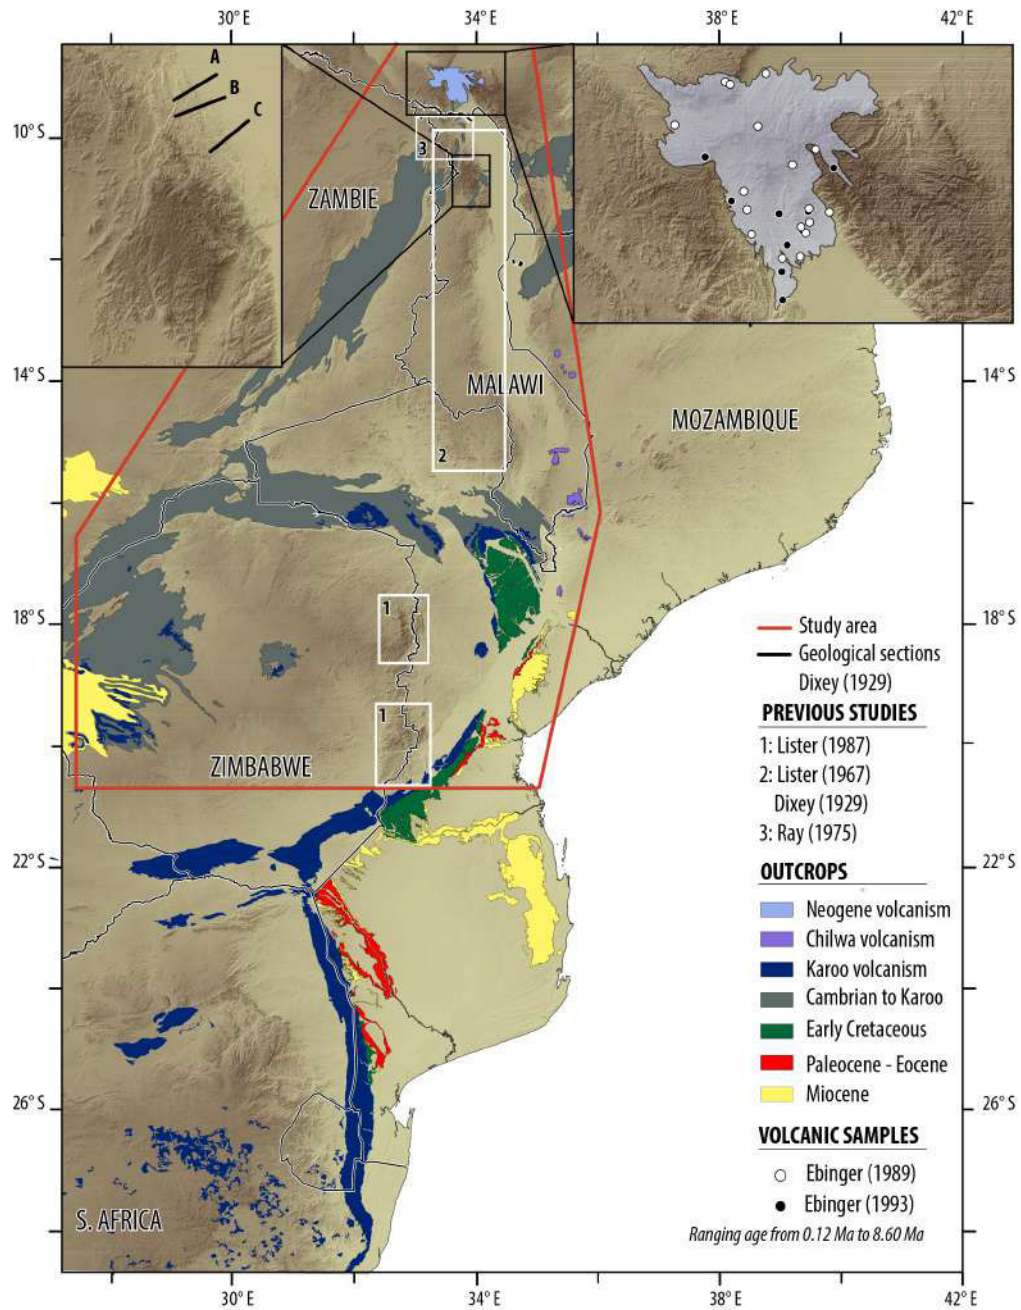 30° E 34° E 38° E 42° E
A
B
C
10° S
10° S
3
ZAMBIE
14° S
14° S
MALAWI
MOZAMBIQUE
2
18° S
18° S
1
1
ZIMBABWE
22° S
22° S
26° S
26° S
S. AFRICA
Study area
Geological sections
Dixey (1929)
PREVIOUS STUDIES
1: Lister (1987)
2: Lister (1967)
Dixey (1929)
3: Ray (1975)
OUTCROPS
Neogene volcanism
Chilwa volcanism
Karoo volcanism
Cambrian to Karoo
Early Cretaceous
Paleocene - Eocene
Miocene
VOLCANIC SAMPLES
Ebinger (1989)
Ebinger (1993)
Ranging age from 0.12 Ma to 8.60 Ma
30° E 34° E 38° E 42° E